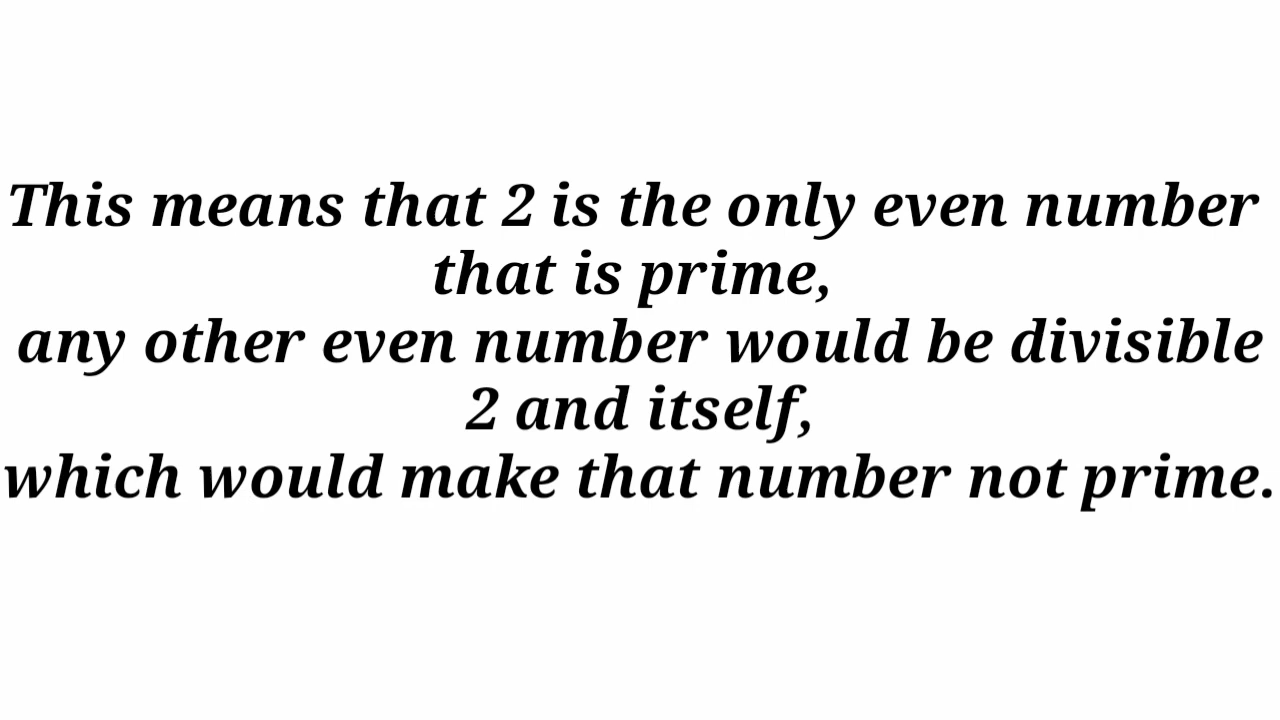 This means that 2 is the only even number
that is prime,
any other even number would be divisible
2 and itself,
which would make that number not prime.